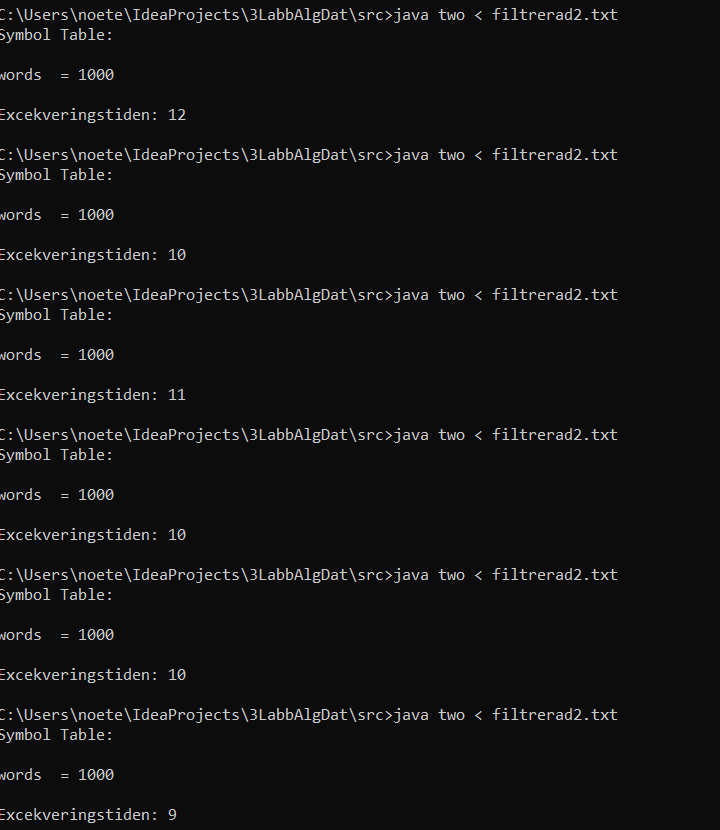 C:\Users\noete\IdeaProjects\3LabbAlgDat\src>java two < filtrerad2.txt
Symbol Table:
words  = 1000
Excekveringstiden: 12
C:\Users\noete\IdeaProjects\3LabbAlgDat\src>java two < filtrerad2.txt
Symbol Table:
words  = 1000
Excekveringstiden: 10
C:\Users\noete\IdeaProjects\3LabbAlgDat\src>java two < filtrerad2.txt
Symbol Table:
words  = 1000
Excekveringstiden: 11
C:\Users\noete\IdeaProjects\3LabbAlgDat\src>java two < filtrerad2.txt
Symbol Table:
words  = 1000
Excekveringstiden: 10
C:\Users\noete\IdeaProjects\3LabbAlgDat\src>java two < filtrerad2.txt
Symbol Table:
words  = 1000
Excekveringstiden: 10
C:\Users\noete\IdeaProjects\3LabbAlgDat\src>java two < filtrerad2.txt
Symbol Table:
words  = 1000
Excekveringstiden: 9